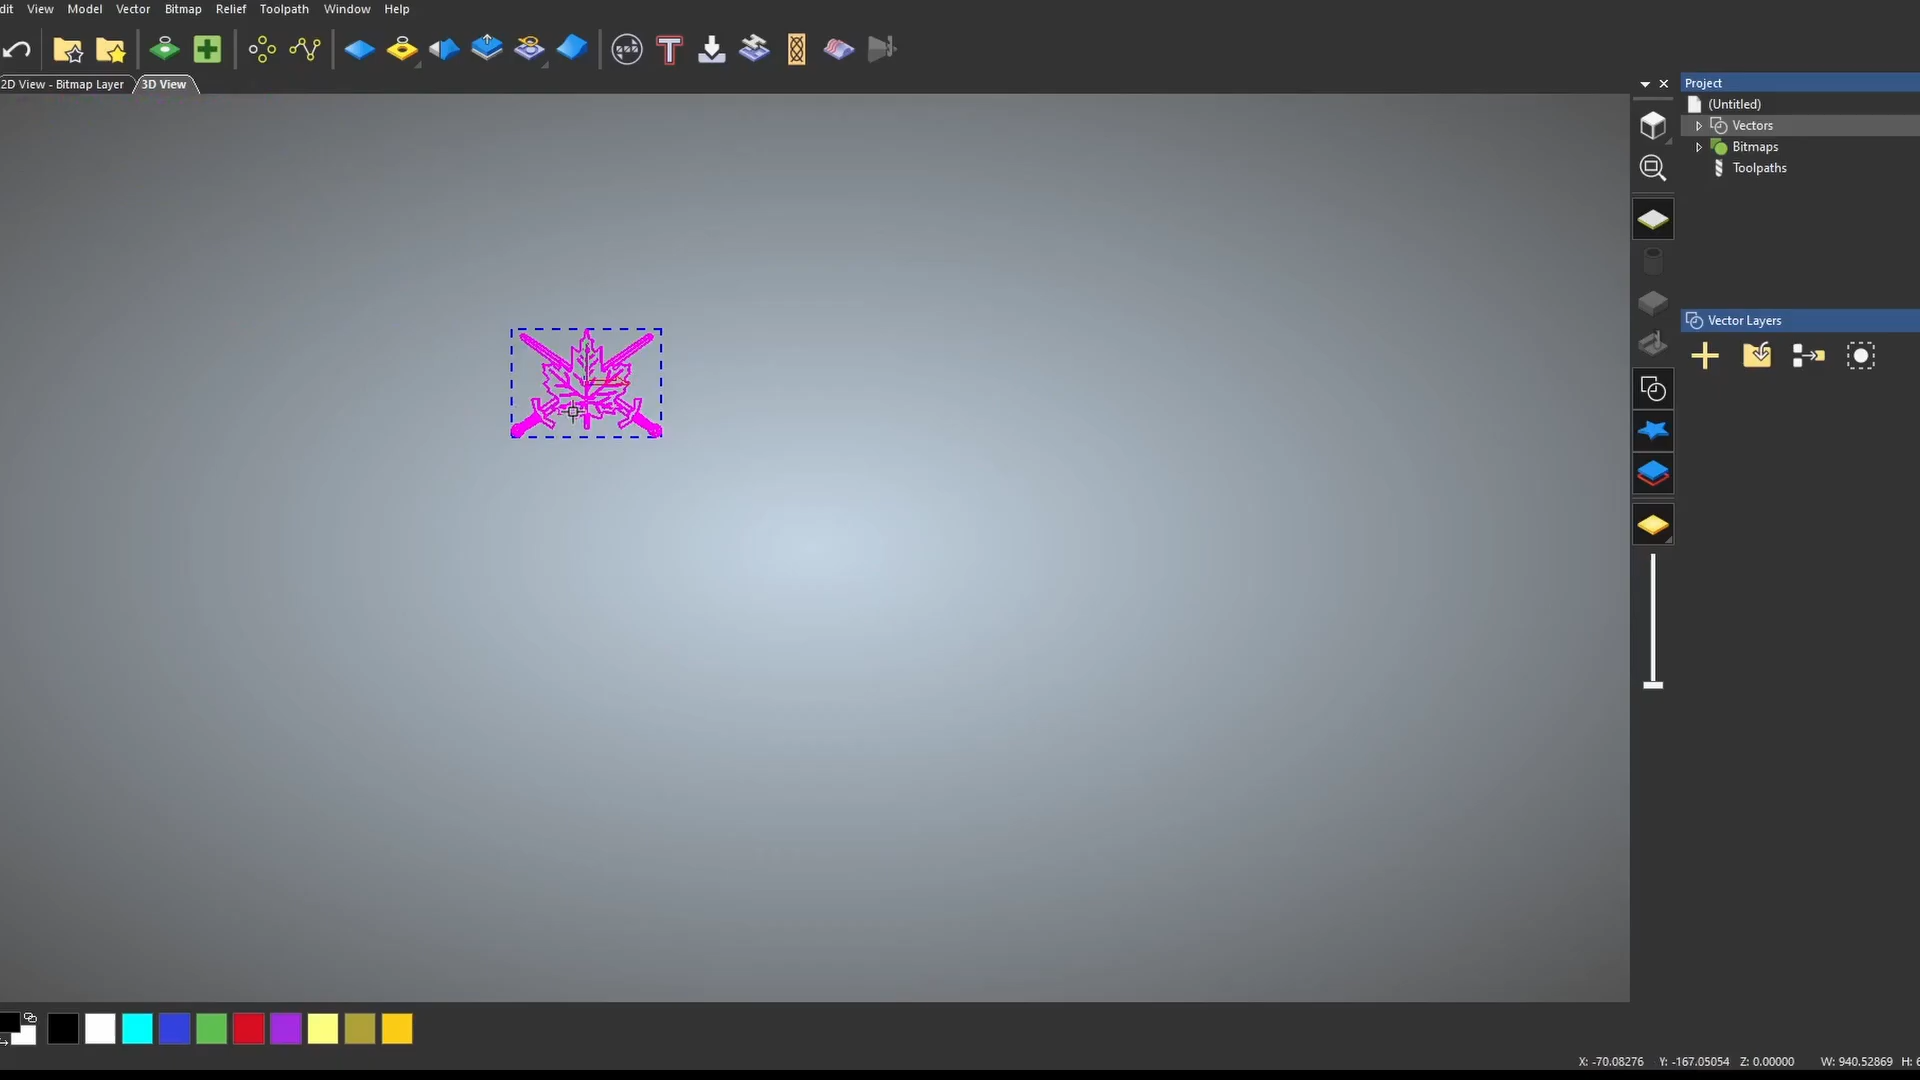 dit View Model Vector Bitmap Relief Toolpath Window Help
2D View - Bitmap Layer 3D View
Project
(Untitled)
Vectors
Bitmaps
Toolpaths
Vector Layers
X: -70.08276 Y: -167.05054 Z: 0.00000 W: 940.52869 H: 6